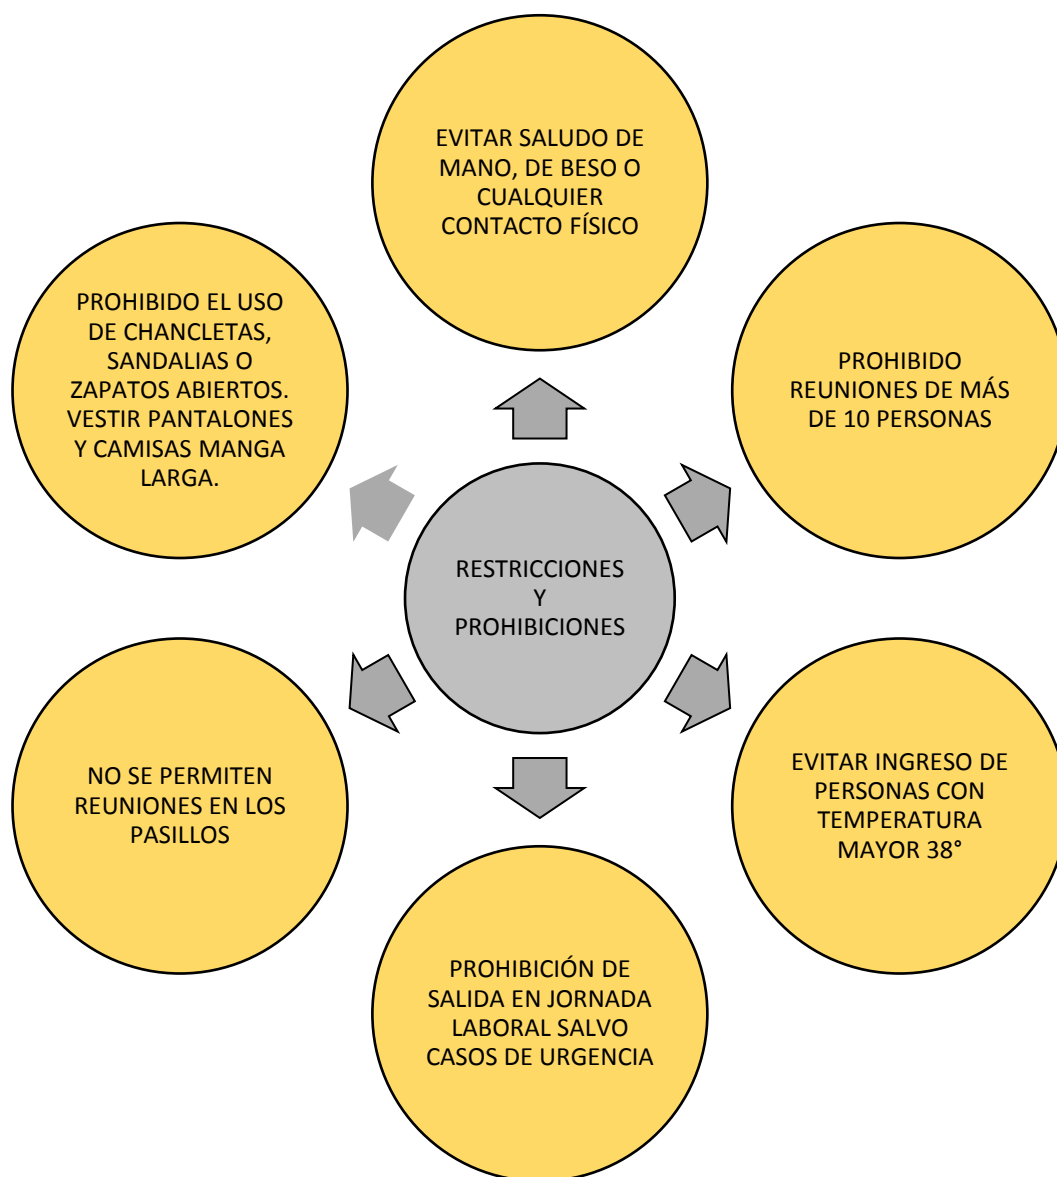 EVITAR SALUDO DE
MANO, DE BESO O
CUALQUIER
CONTACTO FÍSICO
PROHIBIDO
REUNIONES DE MÁS
DE 10 PERSONAS
EVITAR INGRESO DE
PERSONAS CON
TEMPERATURA
MAYOR 38°
PROHIBICIÓN DE
SALIDA EN JORNADA
LABORAL SALVO
CASOS DE URGENCIA
NO SE PERMITEN
REUNIONES EN LOS
PASILLOS
PROHIBIDO EL USO
DE CHANCLETAS,
SANDALIAS O
ZAPATOS ABIERTOS.
VESTIR PANTALONES
Y CAMISAS MANGA
LARGA.
RESTRICCIONES
Y
PROHIBICIONES